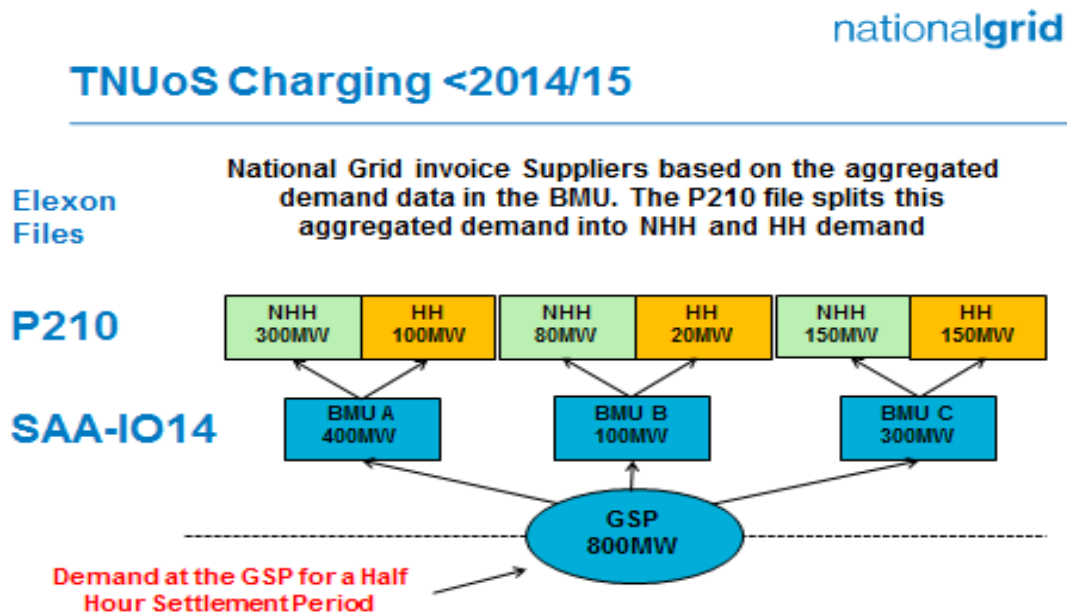 nationalgrid
TNUoS Charging <2014/15
National Grid invoice Suppliers based on the aggregated
demand data in the BMU. The P210 file splits this
aggregated demand into NHH and HH demand
Elexon
Files
P210
NHH
300MW
HH
100MW
NHH
80MW
HH
20MW
NHH
150MW
HH
150MW
SAA-IO14
BMU A
400MW
BMU B
100MW
BMU C
300MW
GSP
800MW
Demand at the GSP for a Half
Hour Settlement Period